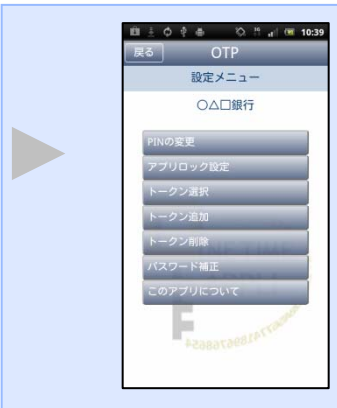 10:39
戻る OTP
設定メニュー
○△□銀行
PINの変更
アプリロック設定
トークン選択
トークン追加
トークン削除
パスワード補正
このアプリについて